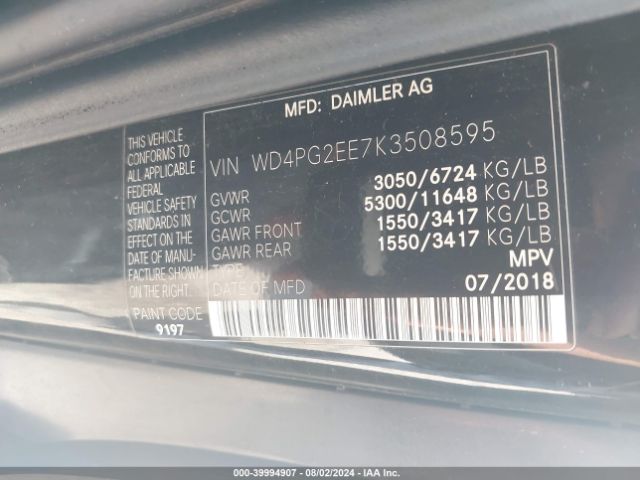 MFD: DAIMLER AG
THIS VEHICLE
CONFORMS TO
ALL APPLICABLE
FEDERAL
VEHICLE SAFETY
STANDARDS IN
EFFECT ON THE
DATE OF MANU-
FACTURE SHOWN
ON THE RIGHT.
PAINT CODE
9197
VIN WD4PG2EE7K3508595
GVWR 3050/6724 KG/LB
GCWR 5300/11648 KG/LB
GAWR FRONT 1550/3417 KG/LB
GAWR REAR 1550/3417 KG/LB
TYPE MPV
DATE OF MFD 07/2018
000-39994907 - 08/02/2024 - IAA Inc.